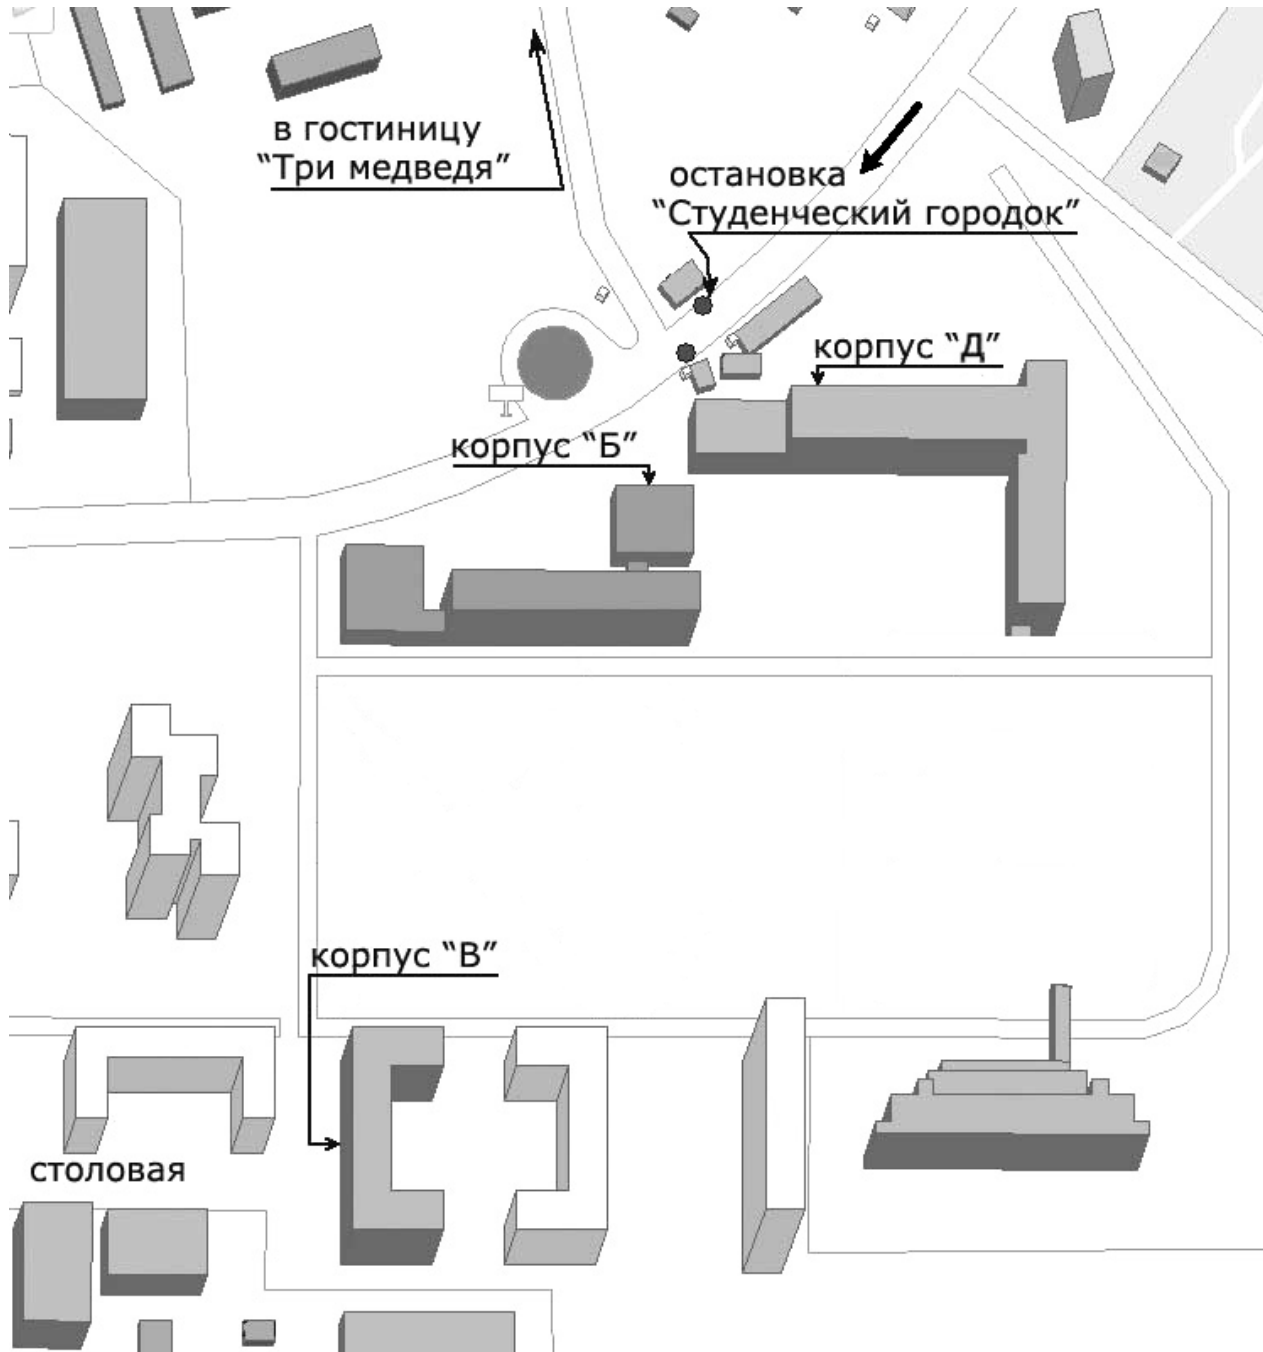 в гостиницу
“Три медведя”
остановка
“Студенческий городок”
корпус “Д”
корпус “Б”
корпус “В”
столовая